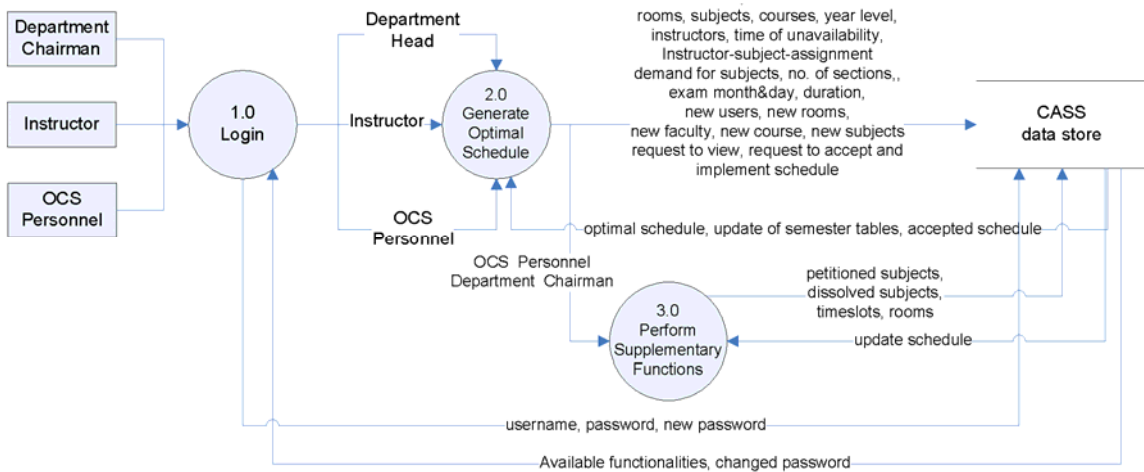 Department
Chairman
Instructor
OCS
Personnel
1.0
Login
Department
Head
Instructor
OCS
Personnel
2.0
Generate
Optimal
Schedule
rooms, subjects, courses, year level,
instructors, time of unavailability,
Instructor-subject-assignment
demand for subjects, no. of sections,,
exam month&day, duration,
new users, new rooms,
new faculty, new course, new subjects
request to view, request to accept and
implement schedule
CASS
data store
optimal schedule, update of semester tables, accepted schedule
OCS Personnel
Department Chairman
3.0
Perform
Supplementary
Functions
petitioned subjects,
dissolved subjects,
timeslots, rooms
update schedule
username, password, new password
Available functionalities, changed password